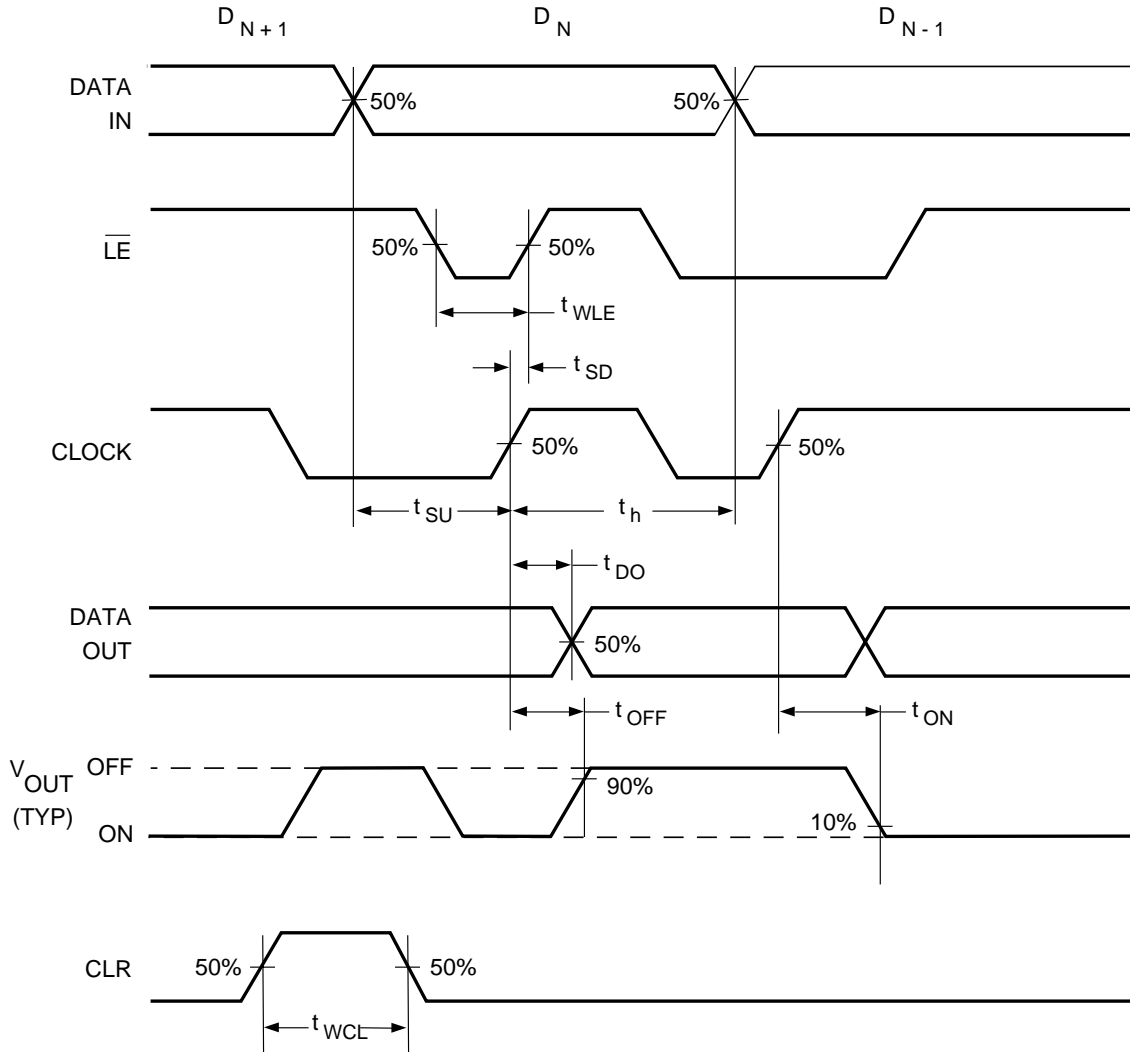 D N + 1 D N D N - 1
DATA
IN
50% 50%
LE
50% 50%
t WLE
t SD
CLOCK
50% 50%
t SU t h
t DO
DATA
OUT
50%
t OFF t ON
V OUT (TYP)
OFF
90%
10%
ON
CLR
50% 50%
t WCL